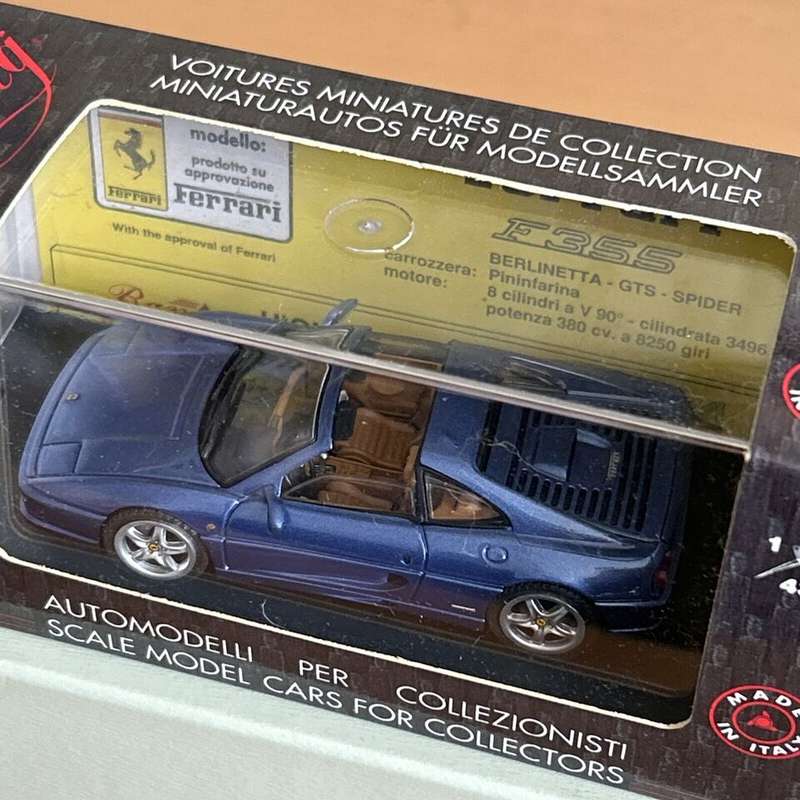 VOITURES MINIATURES DE COLLECTION
MINIATURAUTOS FÜR MODELLSAMMLER
modello:
prodotto su
approvazione
Ferrari
Ferrari
With the approval of Ferrari
F355
BERLINETTA - GTS - SPIDER
carrozzera: Pininfarina
motore: 8 cilindri a V 90° - cilindrata 3496
potenza 380 cv. a 8250 giri
1
AUTOMODELLI PER COLLEZIONISTI
SCALE MODEL CARS FOR COLLECTORS
MADE
IN ITALY